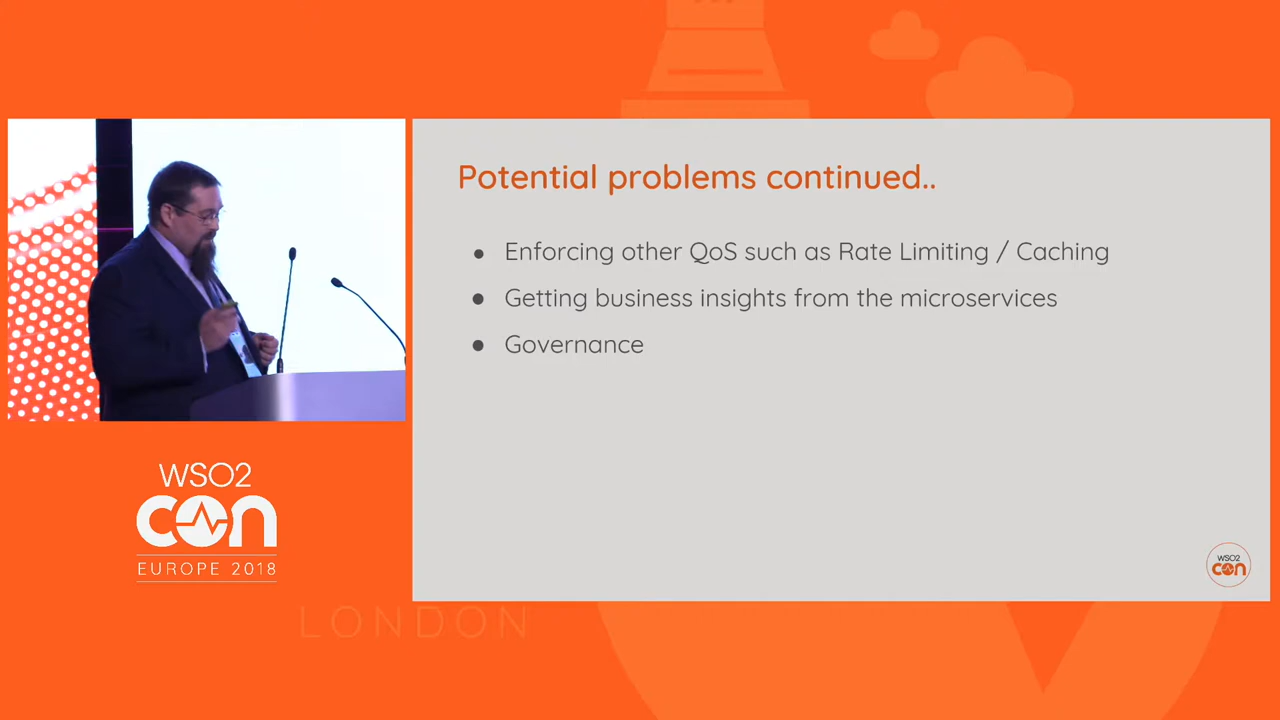 Potential problems continued..
● Enforcing other QoS such as Rate Limiting / Caching
● Getting business insights from the microservices
● Governance
WSO2
con
EUROPE 2018
LONDON
WSO2
con